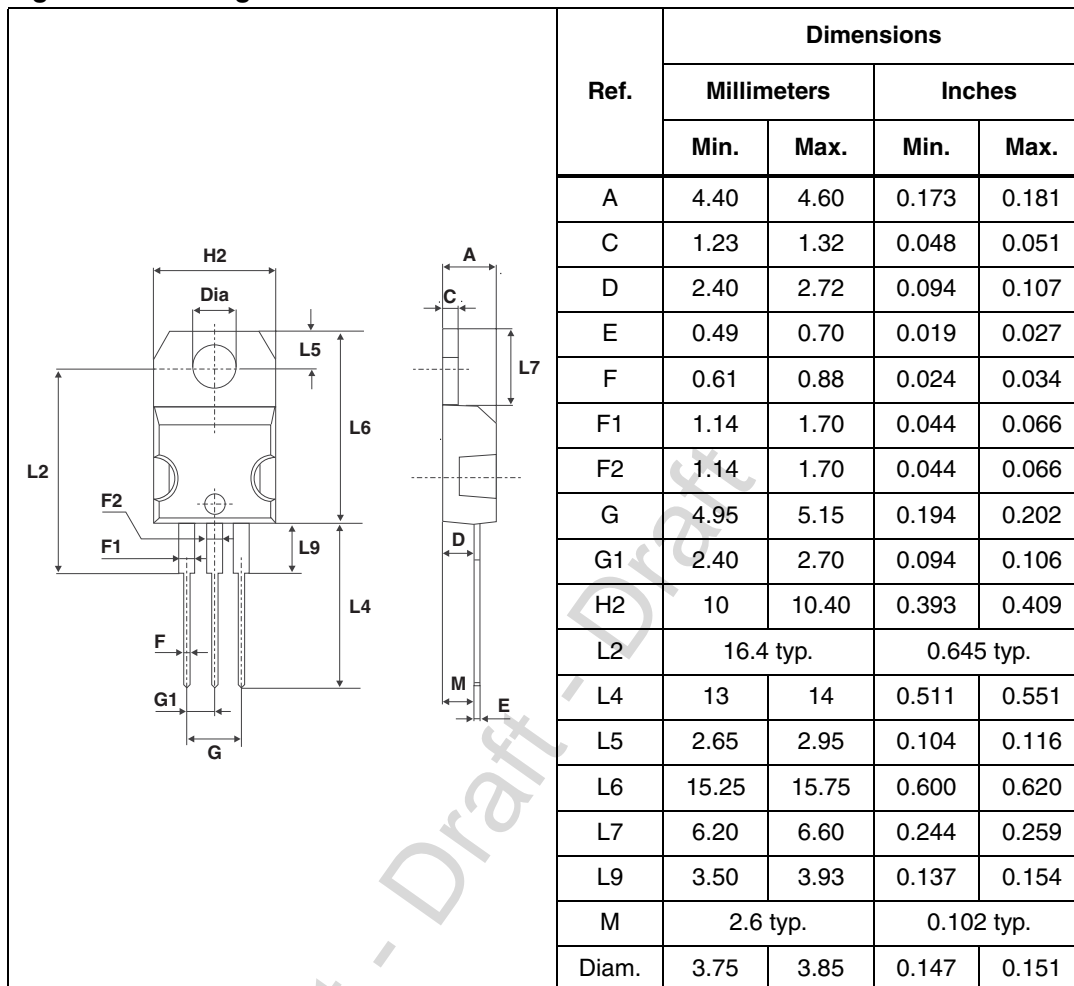 Dimensions
Ref. Millimeters Inches
Min. Max. Min. Max.
A 4.40 4.60 0.173 0.181
C 1.23 1.32 0.048 0.051
D 2.40 2.72 0.094 0.107
E 0.49 0.70 0.019 0.027
F 0.61 0.88 0.024 0.034
F1 1.14 1.70 0.044 0.066
F2 1.14 1.70 0.044 0.066
G 4.95 5.15 0.194 0.202
G1 2.40 2.70 0.094 0.106
H2 10 10.40 0.393 0.409
L2 16.4 typ. 0.645 typ.
L4 13 14 0.511 0.551
L5 2.65 2.95 0.104 0.116
L6 15.25 15.75 0.600 0.620
L7 6.20 6.60 0.244 0.259
L9 3.50 3.93 0.137 0.154
M 2.6 typ. 0.102 typ.
Diam. 3.75 3.85 0.147 0.151
H2
A
Dia
C
L5
L7
L6
L2
F2
D
F1
L9
L4
F
M
G1
E
G
- Draft - Draft